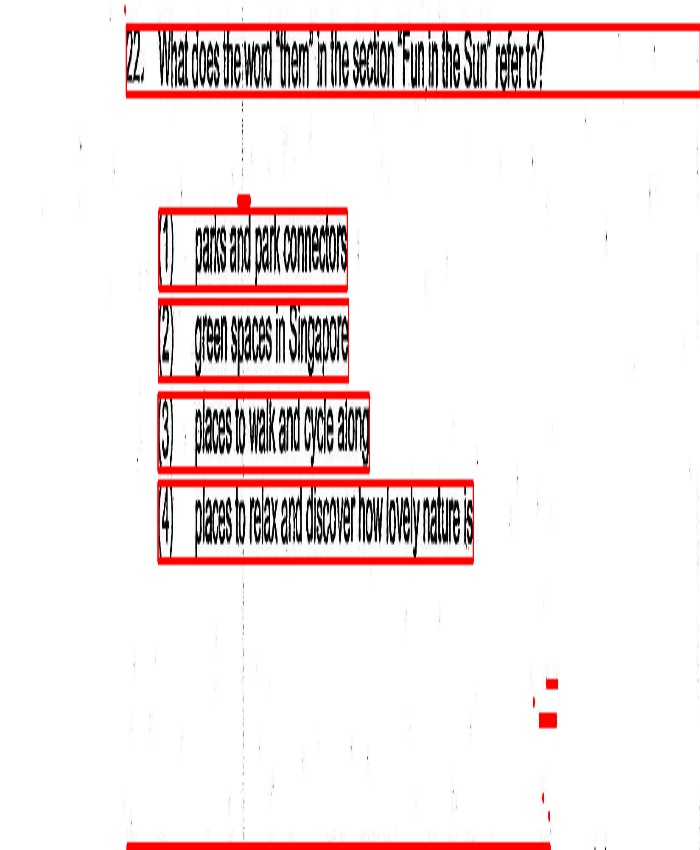 22. What does the word “them” in the section “Fun in the Sun” refer to?
(1) parks and park connectors
(2) green spaces in Singapore
(3) places to walk and cycle along
(4) places to relax and discover how lovely nature is